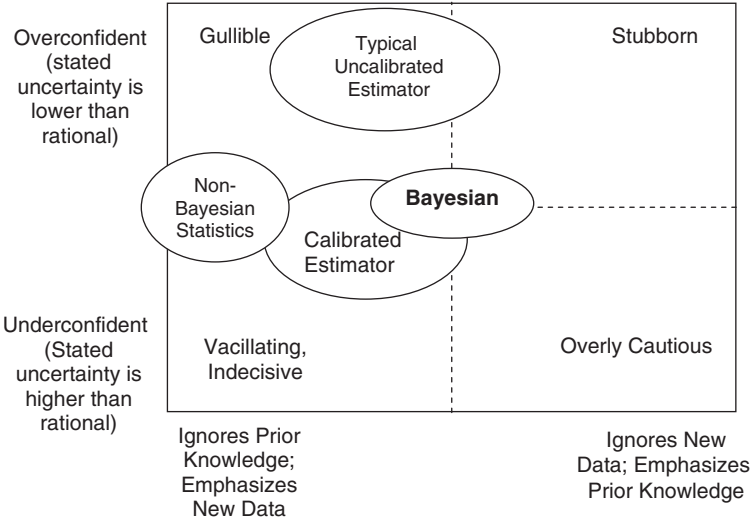 Overconfident
(stated
uncertainty is
lower than
rational)
Gullible
Typical
Uncalibrated
Estimator
Stubborn
Non-
Bayesian
Statistics
Bayesian
Calibrated
Estimator
Underconfident
(Stated
uncertainty is
higher than
rational)
Vacillating,
Indecisive
Overly Cautious
Ignores Prior
Knowledge;
Emphasizes
New Data
Ignores New
Data; Emphasizes
Prior Knowledge